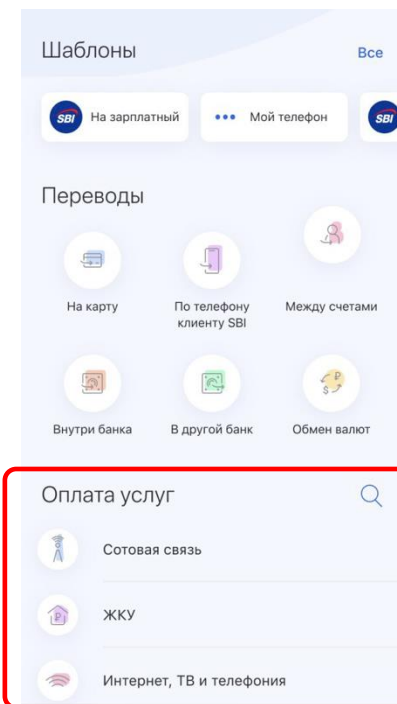 Шаблоны
Все
SBI
На зарплатный
Мой телефон
SBI
Переводы
На карту
По телефону
клиенту SBI
Между счетами
Внутри банка
В другой банк
Обмен валют
Оплата услуг
Сотовая связь
ЖКУ
Интернет, ТВ и телефония